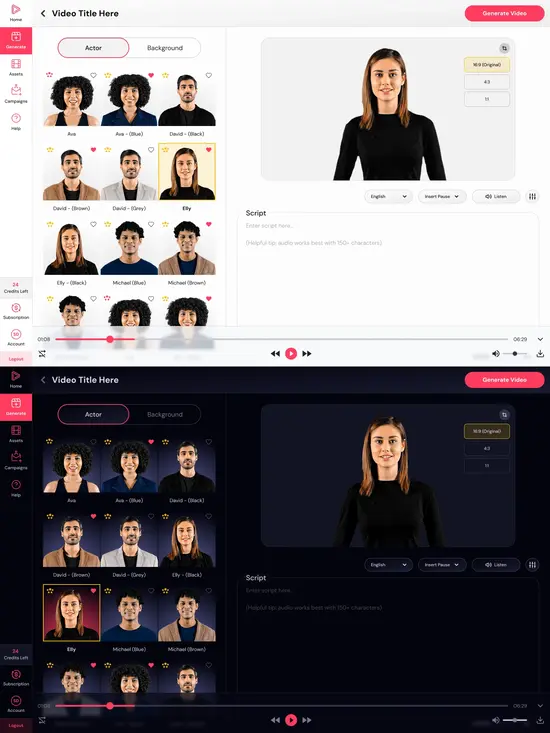 Home
Video Title Here
Generate Video
Generate
Actor
Background
16:9 (Original)
4:3
1:1
Assets
Campaigns
Ava
Ava - (Blue)
David - (Black)
Help
English
Insert Pause
Listen
David - (Brown)
David - (Grey)
Elly
Script
Enter script here...
(Helpful tip: audio works best with 150+ characters)
Elly - (Black)
Michael (Blue)
Michael (Brown)
24
Credits Left
Subscription
SD
Account
Logout
01:08
06:29
Home
Video Title Here
Generate Video
Generate
Actor
Background
16:9 (Original)
4:3
1:1
Assets
Campaigns
Ava
Ava - (Blue)
David - (Black)
Help
English
Insert Pause
Listen
David - (Brown)
David - (Grey)
Elly - (Black)
Script
Enter script here...
(Helpful tip: audio works best with 150+ characters)
Elly
Michael (Blue)
Michael (Brown)
24
Credits Left
Subscription
SD
Account
Logout
01:08
06:29